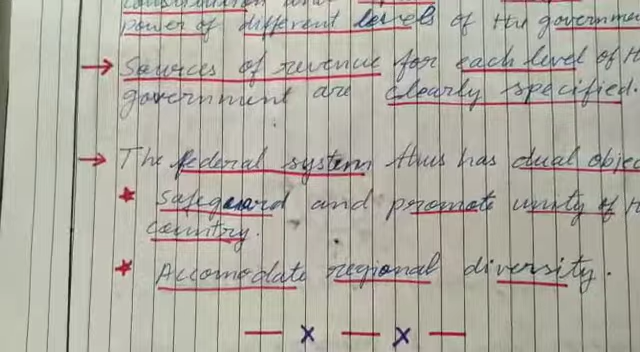 power of different levels of the governme
→ Sources of revenue for each level of
government are clearly specified.
→ The federal system thus has dual objec
* Safeguard and promote unity of
country.
* Accomodate regional diversity.
— x — x —